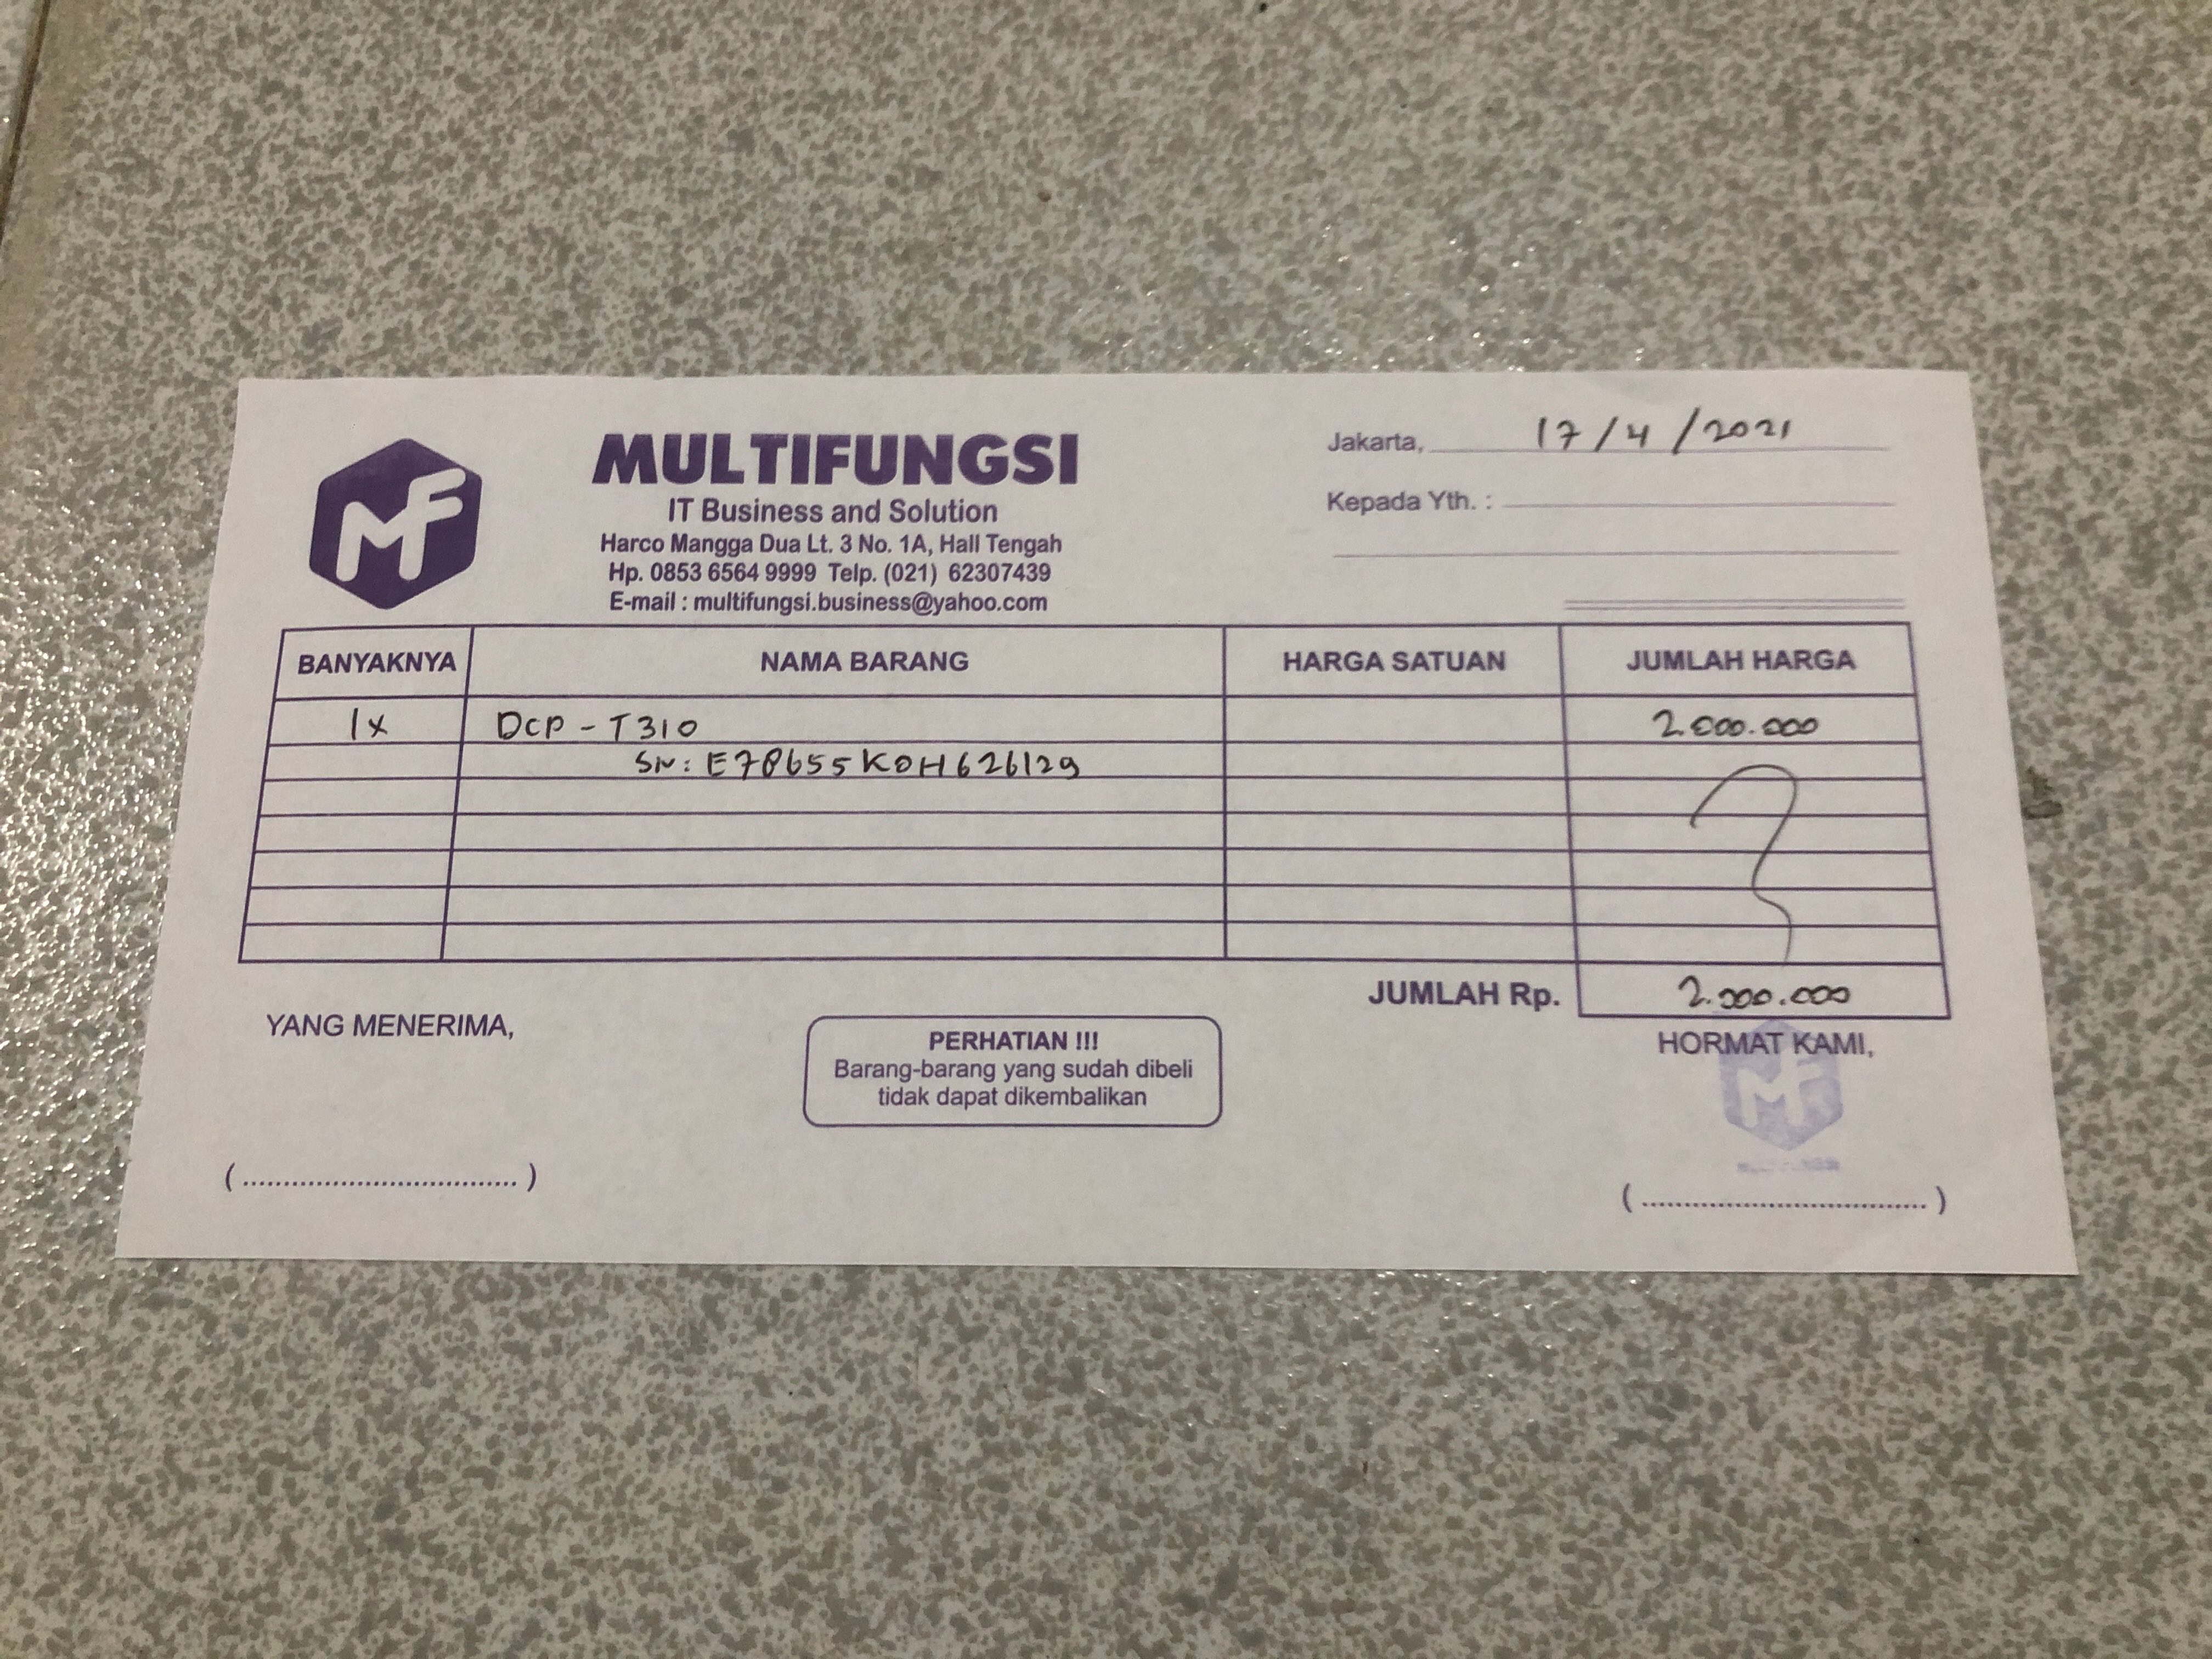 MF
MULTIFUNGSI
IT Business and Solution
Harco Mangga Dua Lt. 3 No. 1A, Hall Tengah
Hp. 0853 6564 9999 Telp. (021) 62307439
E-mail : multifungsi.business@yahoo.com
Jakarta, 17/4/2021
Kepada Yth. :
BANYAKNYA NAMA BARANG HARGA SATUAN JUMLAH HARGA
1x DCP-T310 2.000.000
SN: E78655K0H626129
JUMLAH Rp. 2.000.000
YANG MENERIMA,
PERHATIAN !!!
Barang-barang yang sudah dibeli
tidak dapat dikembalikan
HORMAT KAMI,
MF
(..................................)
(..................................)